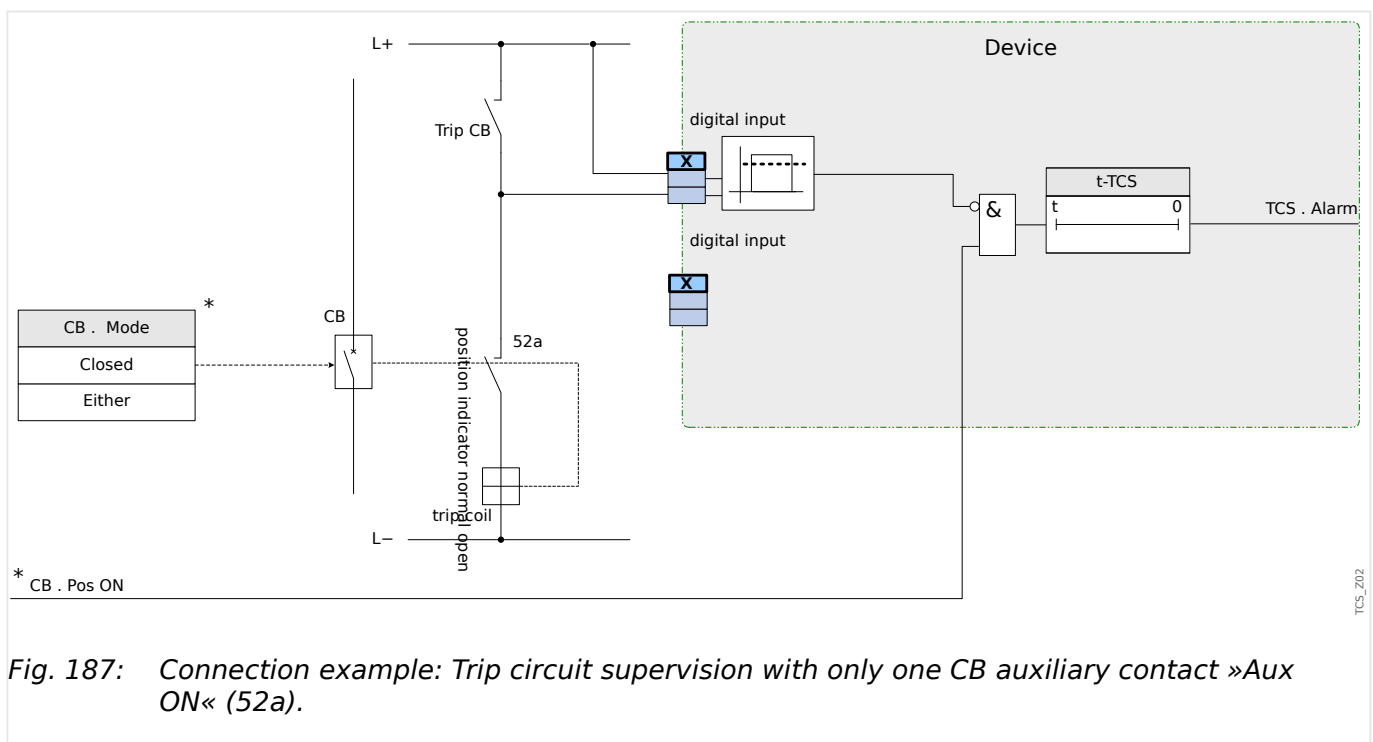 Device
L+
digital input
Trip CB
X
t-TCS
t 0
&
TCS . Alarm
digital input
X
*
CB . Mode
Closed
Either
CB
52a
position indicator normal open
trip coil
L−
* CB . Pos ON
TCS_Z02
Fig. 187: Connection example: Trip circuit supervision with only one CB auxiliary contact »Aux
ON« (52a).